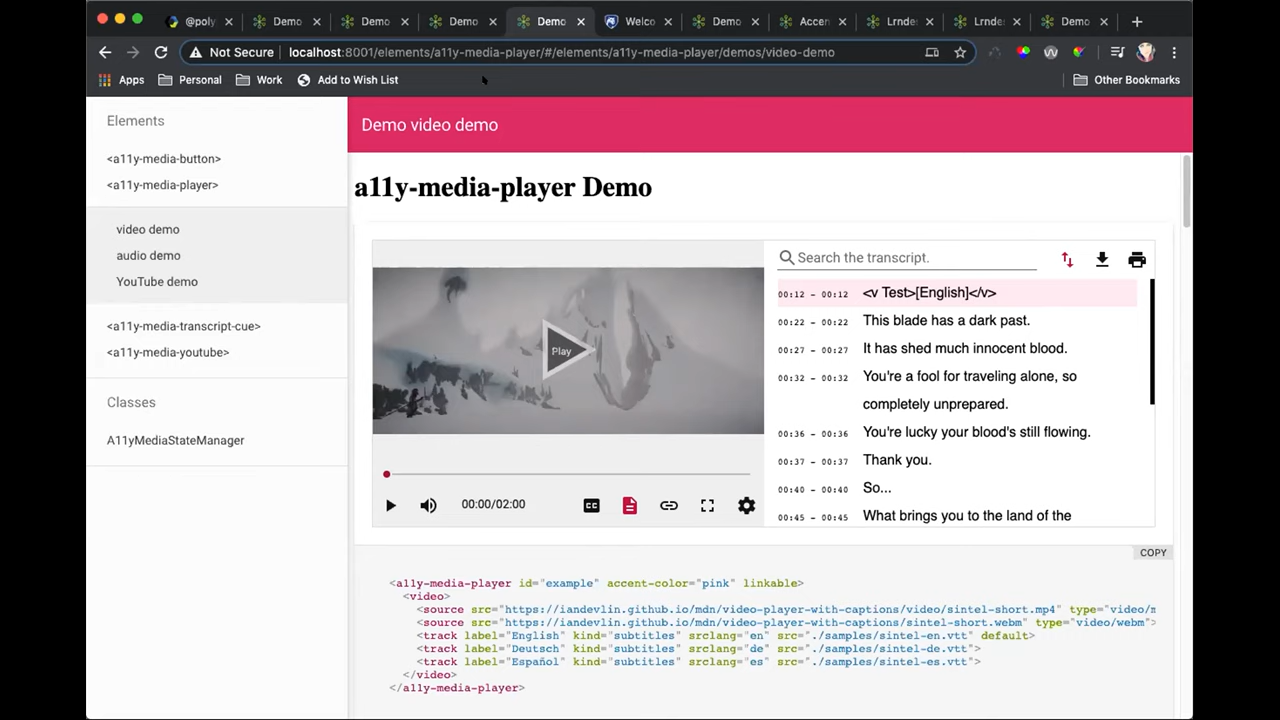 @poly
Demo
Demo
Demo
Demo
Welco
Demo
Accen
Lrndes
Lrndes
Demo
Not Secure
localhost:8001/elements/a11y-media-player/#/elements/a11y-media-player/demos/video-demo
Apps
Personal
Work
Add to Wish List
Other Bookmarks
Elements
<a11y-media-button>
<a11y-media-player>
video demo
audio demo
YouTube demo
<a11y-media-transcript-cue>
<a11y-media-youtube>
Classes
A11yMediaStateManager
Demo video demo
a11y-media-player Demo
Play
00:00/02:00
CC
Search the transcript.
00:12 - 00:12 <v Test>[English]</v>
00:22 - 00:22 This blade has a dark past.
00:27 - 00:27 It has shed much innocent blood.
00:32 - 00:32 You're a fool for traveling alone, so
completely unprepared.
00:36 - 00:36 You're lucky your blood's still flowing.
00:37 - 00:37 Thank you.
00:40 - 00:40 So...
00:45 - 00:45 What brings you to the land of the
COPY
<a11y-media-player id="example" accent-color="pink" linkable>
<video>
<source src="https://iandevlin.github.io/mdn/video-player-with-captions/video/sintel-short.mp4" type="video/m
<source src="https://iandevlin.github.io/mdn/video-player-with-captions/video/sintel-short.webm" type="video/webm">
<track label="English" kind="subtitles" srclang="en" src="./samples/sintel-en.vtt" default>
<track label="Deutsch" kind="subtitles" srclang="de" src="./samples/sintel-de.vtt">
<track label="Español" kind="subtitles" srclang="es" src="./samples/sintel-es.vtt">
</video>
</a11y-media-player>